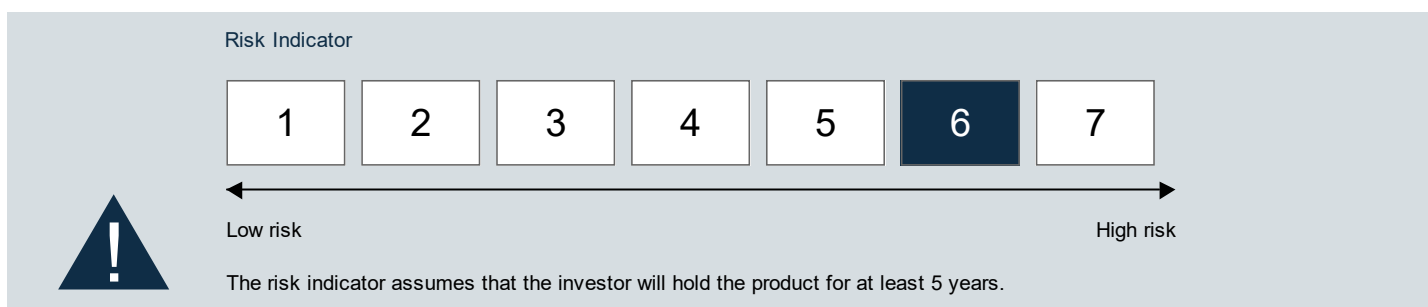 Risk Indicator
1 2 3 4 5 6 7
Low risk High risk
!
The risk indicator assumes that the investor will hold the product for at least 5 years.